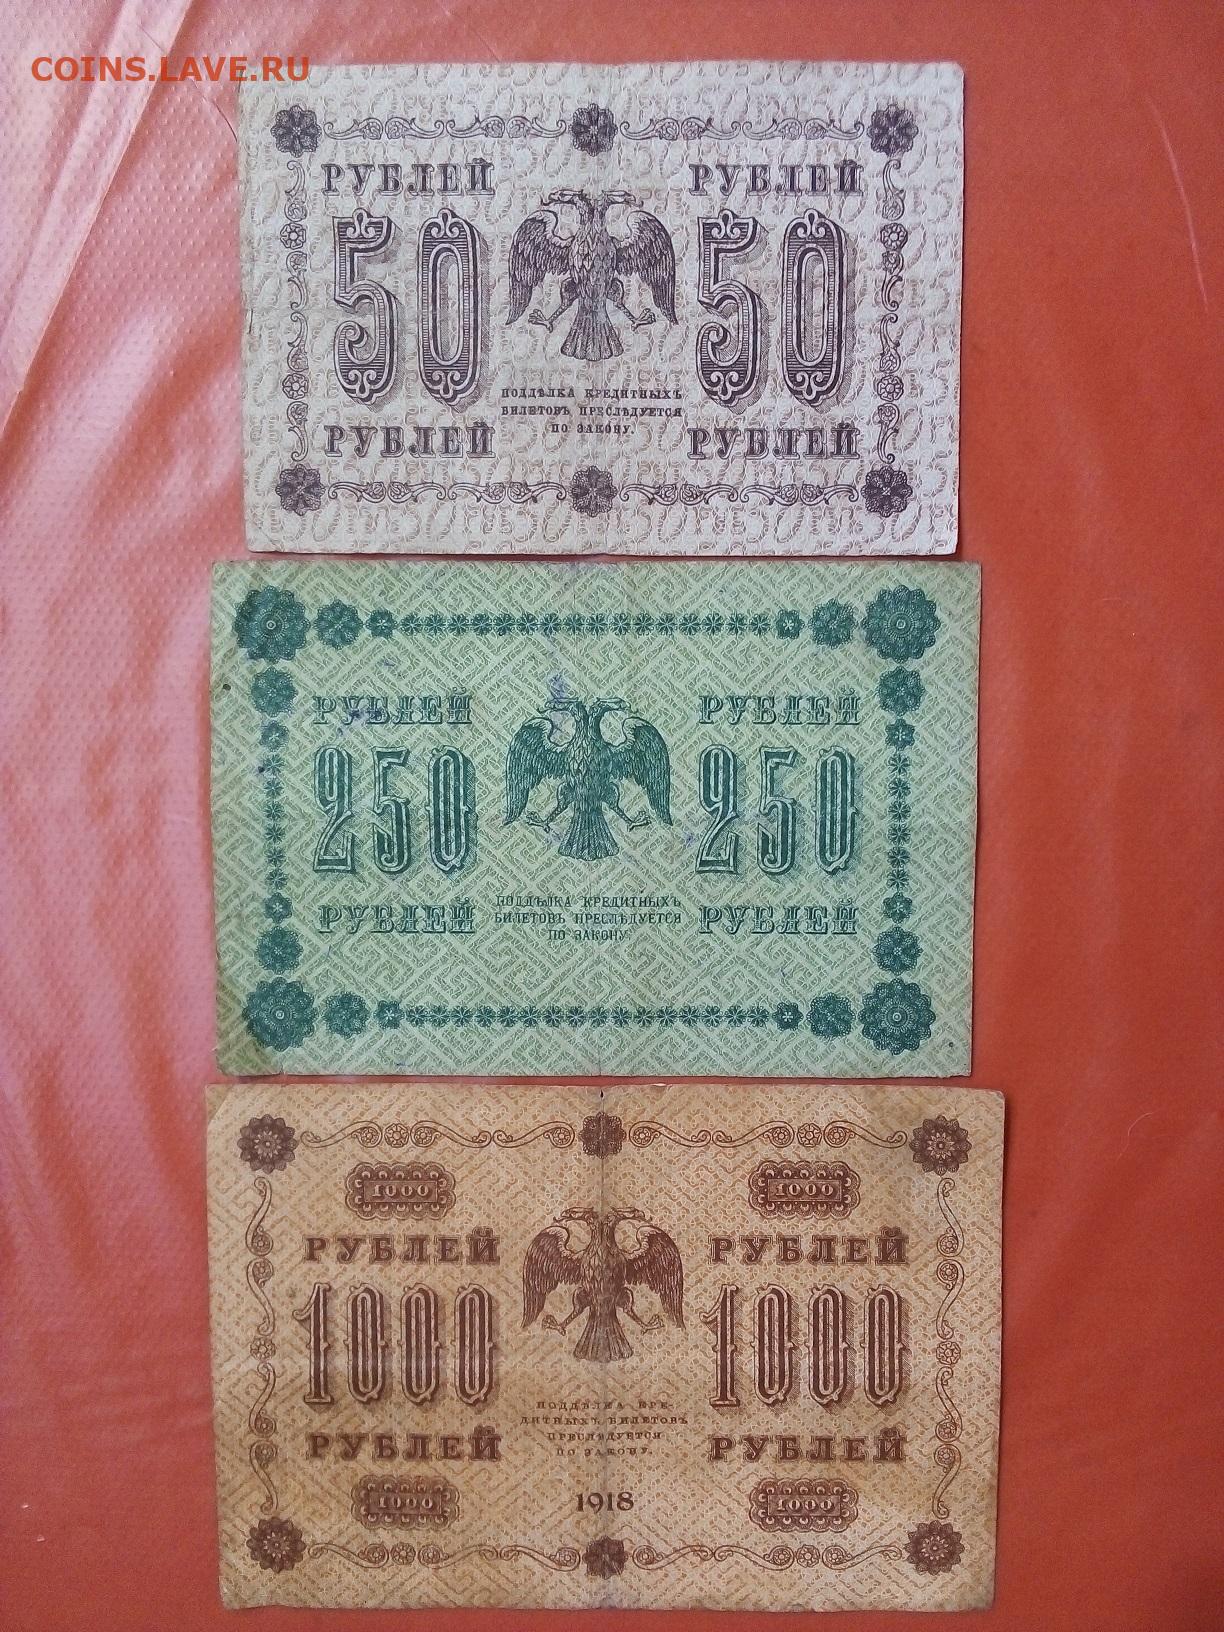 COINS.LAVE.RU
РУБЛЕЙ РУБЛЕЙ
50 50
ПОДДѢЛКА КРЕДИТНЫХЪ
БИЛЕТОВЪ ПРЕСЛѢДУЕТСЯ
ПО ЗАКОНУ.
РУБЛЕЙ РУБЛЕЙ
РУБЛЕЙ РУБЛЕЙ
250 250
ПОДДѢЛКА КРЕДИТНЫХЪ
БИЛЕТОВЪ ПРЕСЛѢДУЕТСЯ
ПО ЗАКОНУ.
РУБЛЕЙ РУБЛЕЙ
1000 1000
РУБЛЕЙ РУБЛЕЙ
1000 1000
ПОДДѢЛКА КРЕ-
ДИТНЫХЪ БИЛЕТОВЪ
ПРЕСЛѢДУЕТСЯ
ПО ЗАКОНУ.
РУБЛЕЙ РУБЛЕЙ
1000 1918 1000